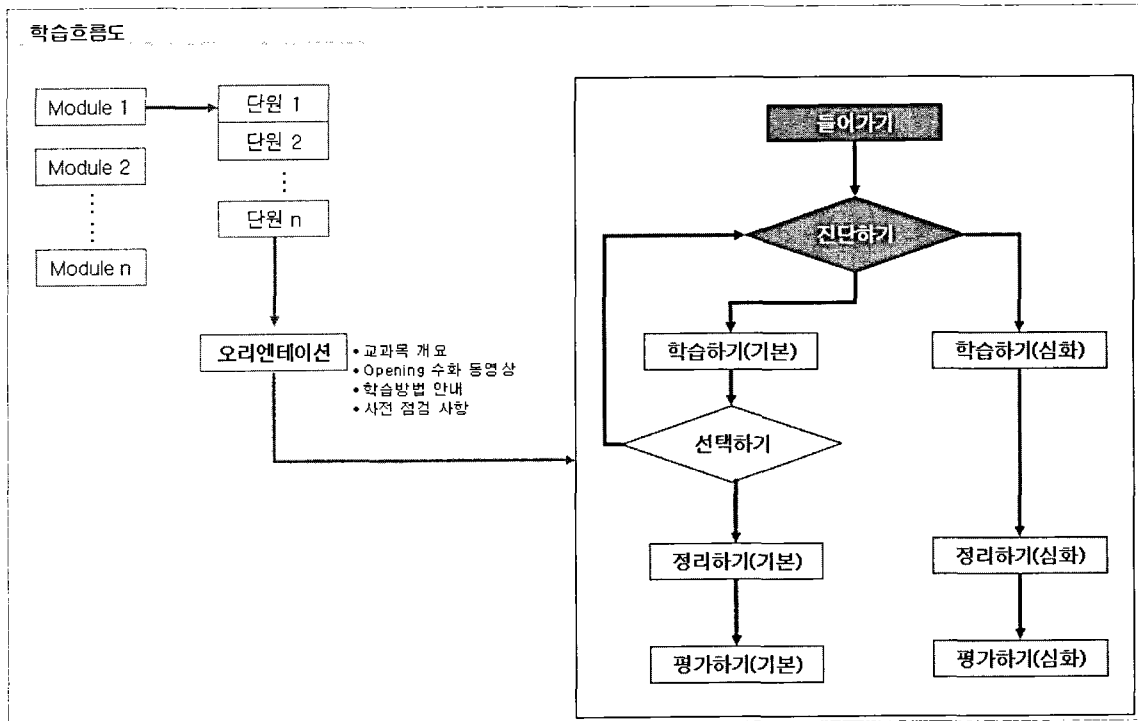 학습흐름도
Module 1
Module 2
Module n
단원 1
단원 2
단원 n
오리엔테이션
• 교과목 개요
• Opening 수화 동영상
• 학습방법 안내
• 사전 점검 사항
들어가기
진단하기
학습하기(기본)
학습하기(심화)
선택하기
정리하기(기본)
정리하기(심화)
평가하기(기본)
평가하기(심화)